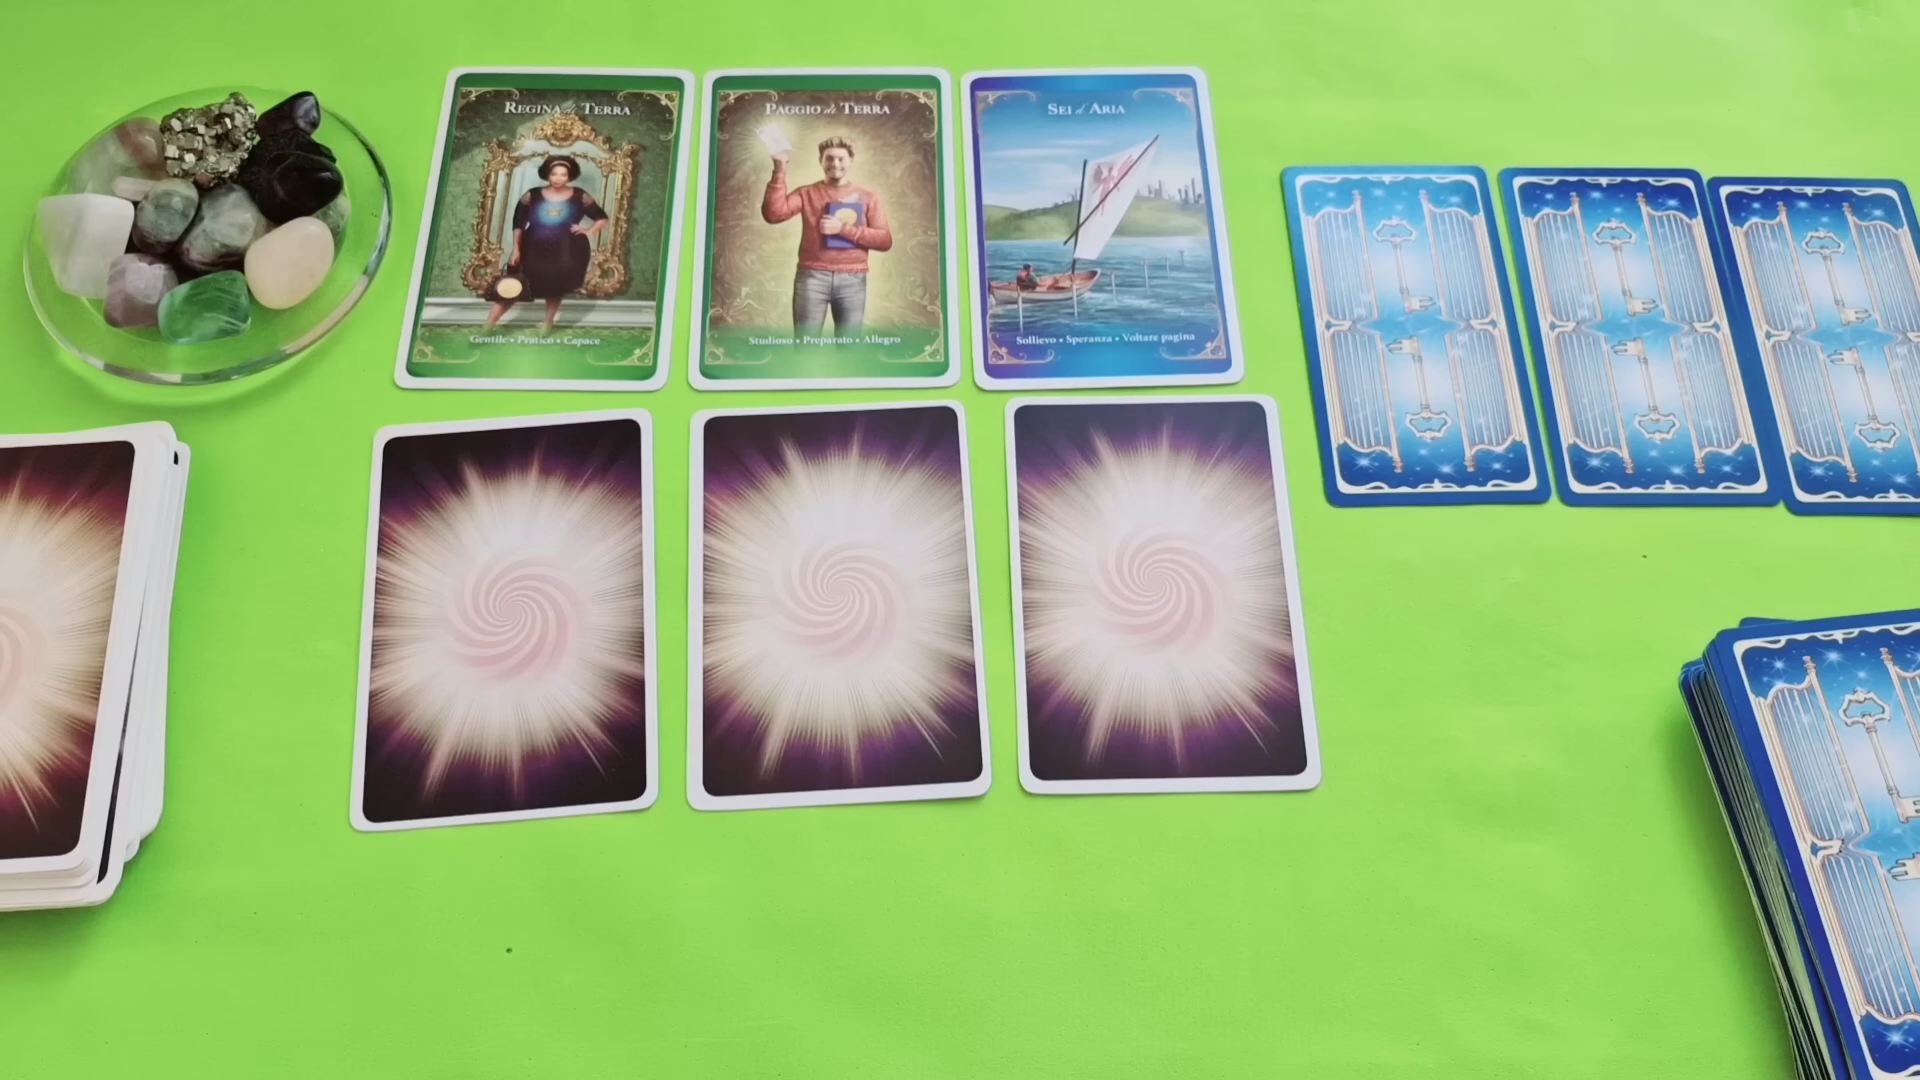 REGINA di TERRA
Gentile • Pratico • Capace
PAGGIO di TERRA
Studioso • Preparato • Allegro
SEI d'ARIA
Sollievo • Speranza • Voltare pagina